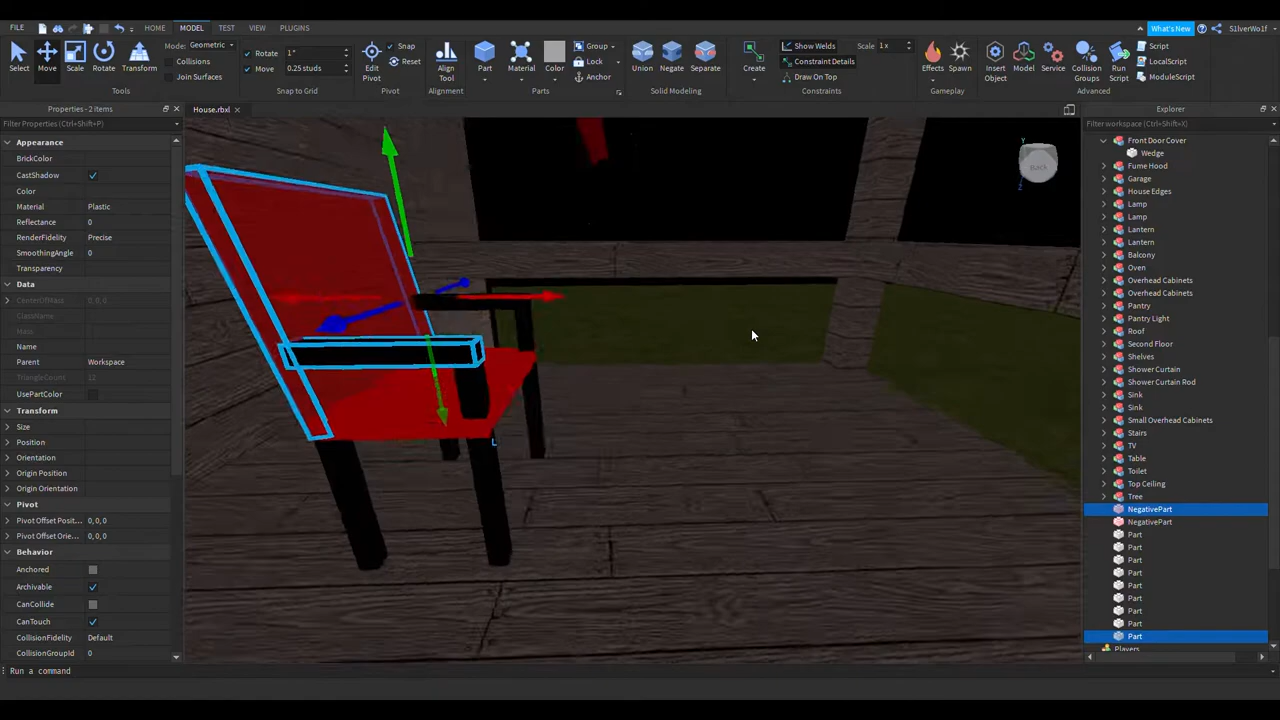 FILE HOME MODEL TEST VIEW PLUGINS What's New S1lverWo1f
Select Move Scale Rotate Transform
Mode: Geometric
Collisions
Join Surfaces
Tools
Rotate 1°
Move 0.25 studs
Snap to Grid
Edit Pivot
Snap
Reset
Pivot
Align Tool
Alignment
Part Material Color
Group
Lock
Anchor
Parts
Union Negate Separate
Solid Modeling
Create
Show Welds
Constraint Details
Draw On Top
Scale 1x
Constraints
Effects Spawn
Gameplay
Insert Object
Model
Service
Collision Groups
Run Script
Script
LocalScript
ModuleScript
Advanced
Properties - 2 items
House.rbxl
Explorer
Filter Properties (Ctrl+Shift+P)
Filter workspace (Ctrl+Shift+X)
Appearance
BrickColor
CastShadow
Color
Material Plastic
Reflectance 0
RenderFidelity Precise
SmoothingAngle 0
Transparency
Data
CenterOfMass 0, 0, 0
ClassName
Mass
Name
Parent Workspace
TriangleCount 12
UsePartColor
Transform
Size
Position
Orientation
Origin Position
Origin Orientation
Pivot
Pivot Offset Posit... 0, 0, 0
Pivot Offset Orie... 0, 0, 0
Behavior
Anchored
Archivable
CanCollide
CanTouch
CollisionFidelity Default
CollisionGroupId 0
BACK
Y
Z
L
Front Door Cover
Wedge
Fume Hood
Garage
House Edges
Lamp
Lamp
Lantern
Lantern
Balcony
Oven
Overhead Cabinets
Overhead Cabinets
Pantry
Pantry Light
Roof
Second Floor
Shelves
Shower Curtain
Shower Curtain Rod
Sink
Sink
Small Overhead Cabinets
Stairs
TV
Table
Toilet
Top Ceiling
Tree
NegativePart
NegativePart
Part
Part
Part
Part
Part
Part
Part
Part
Part
Players
Run a command